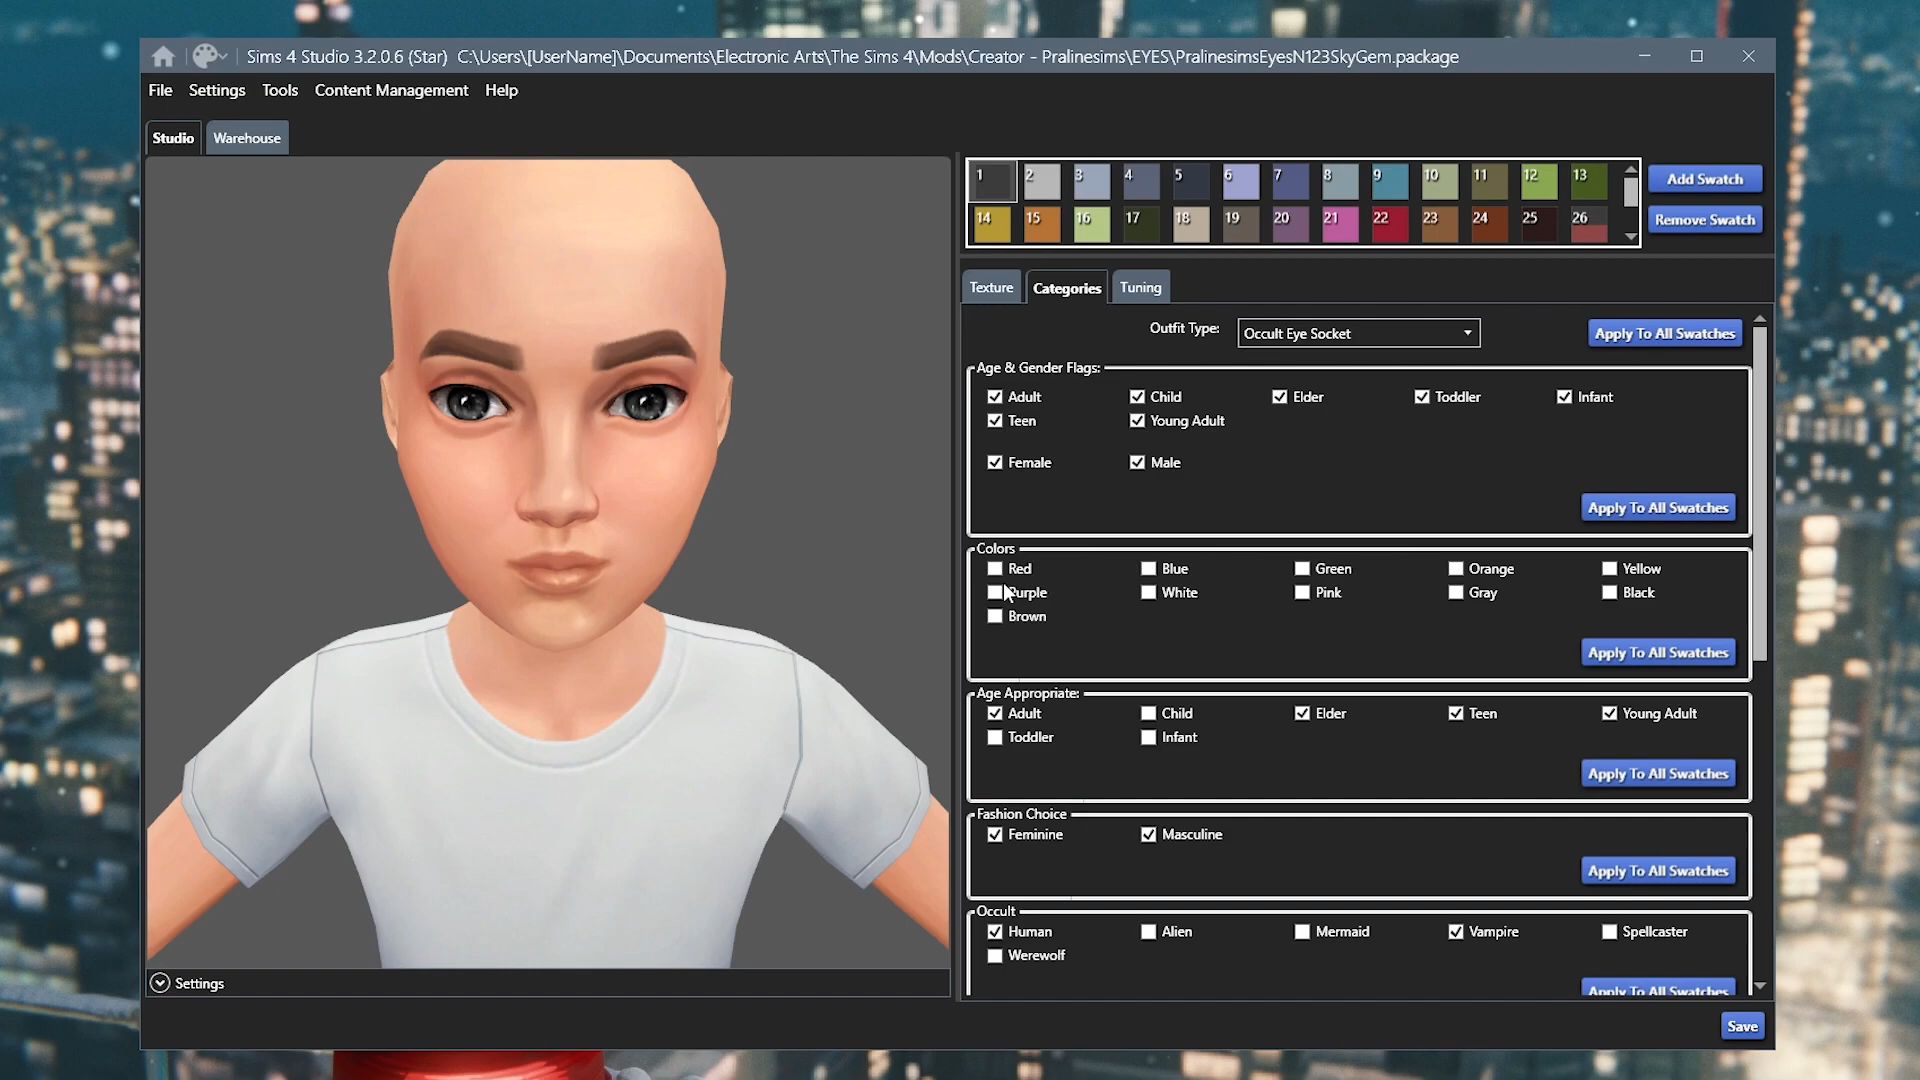 Sims 4 Studio 3.2.0.6 (Star) C:\Users\[UserName]\Documents\Electronic Arts\The Sims 4\Mods\Creator - Pralinesims\EYES\PralinesimsEyesN123SkyGem.package
File Settings Tools Content Management Help
Studio Warehouse
1 2 3 4 5 6 7 8 9 10 11 12 13
Add Swatch
14 15 16 17 18 19 20 21 22 23 24 25 26
Remove Swatch
Texture Categories Tuning
Outfit Type: Occult Eye Socket Apply To All Swatches
Age & Gender Flags:
Adult Child Elder Toddler Infant
Teen Young Adult
Female Male
Apply To All Swatches
Colors
Red Blue Green Orange Yellow
Purple White Pink Gray Black
Brown
Apply To All Swatches
Age Appropriate:
Adult Child Elder Teen Young Adult
Toddler Infant
Apply To All Swatches
Fashion Choice
Feminine Masculine
Apply To All Swatches
Occult
Human Alien Mermaid Vampire Spellcaster
Werewolf
Apply To All Swatches
Settings
Save